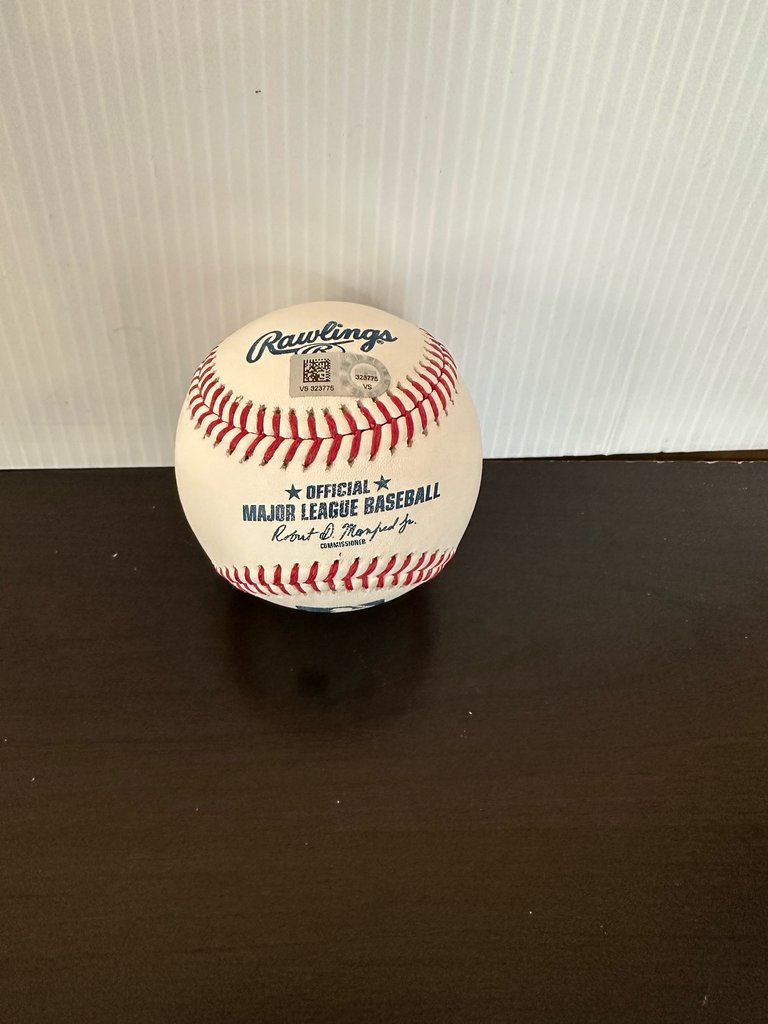 Rawlings
R
VS 323775
323775
VS
OFFICIAL
MAJOR LEAGUE BASEBALL
Robert D. Manfred Jr.
COMMISSIONER